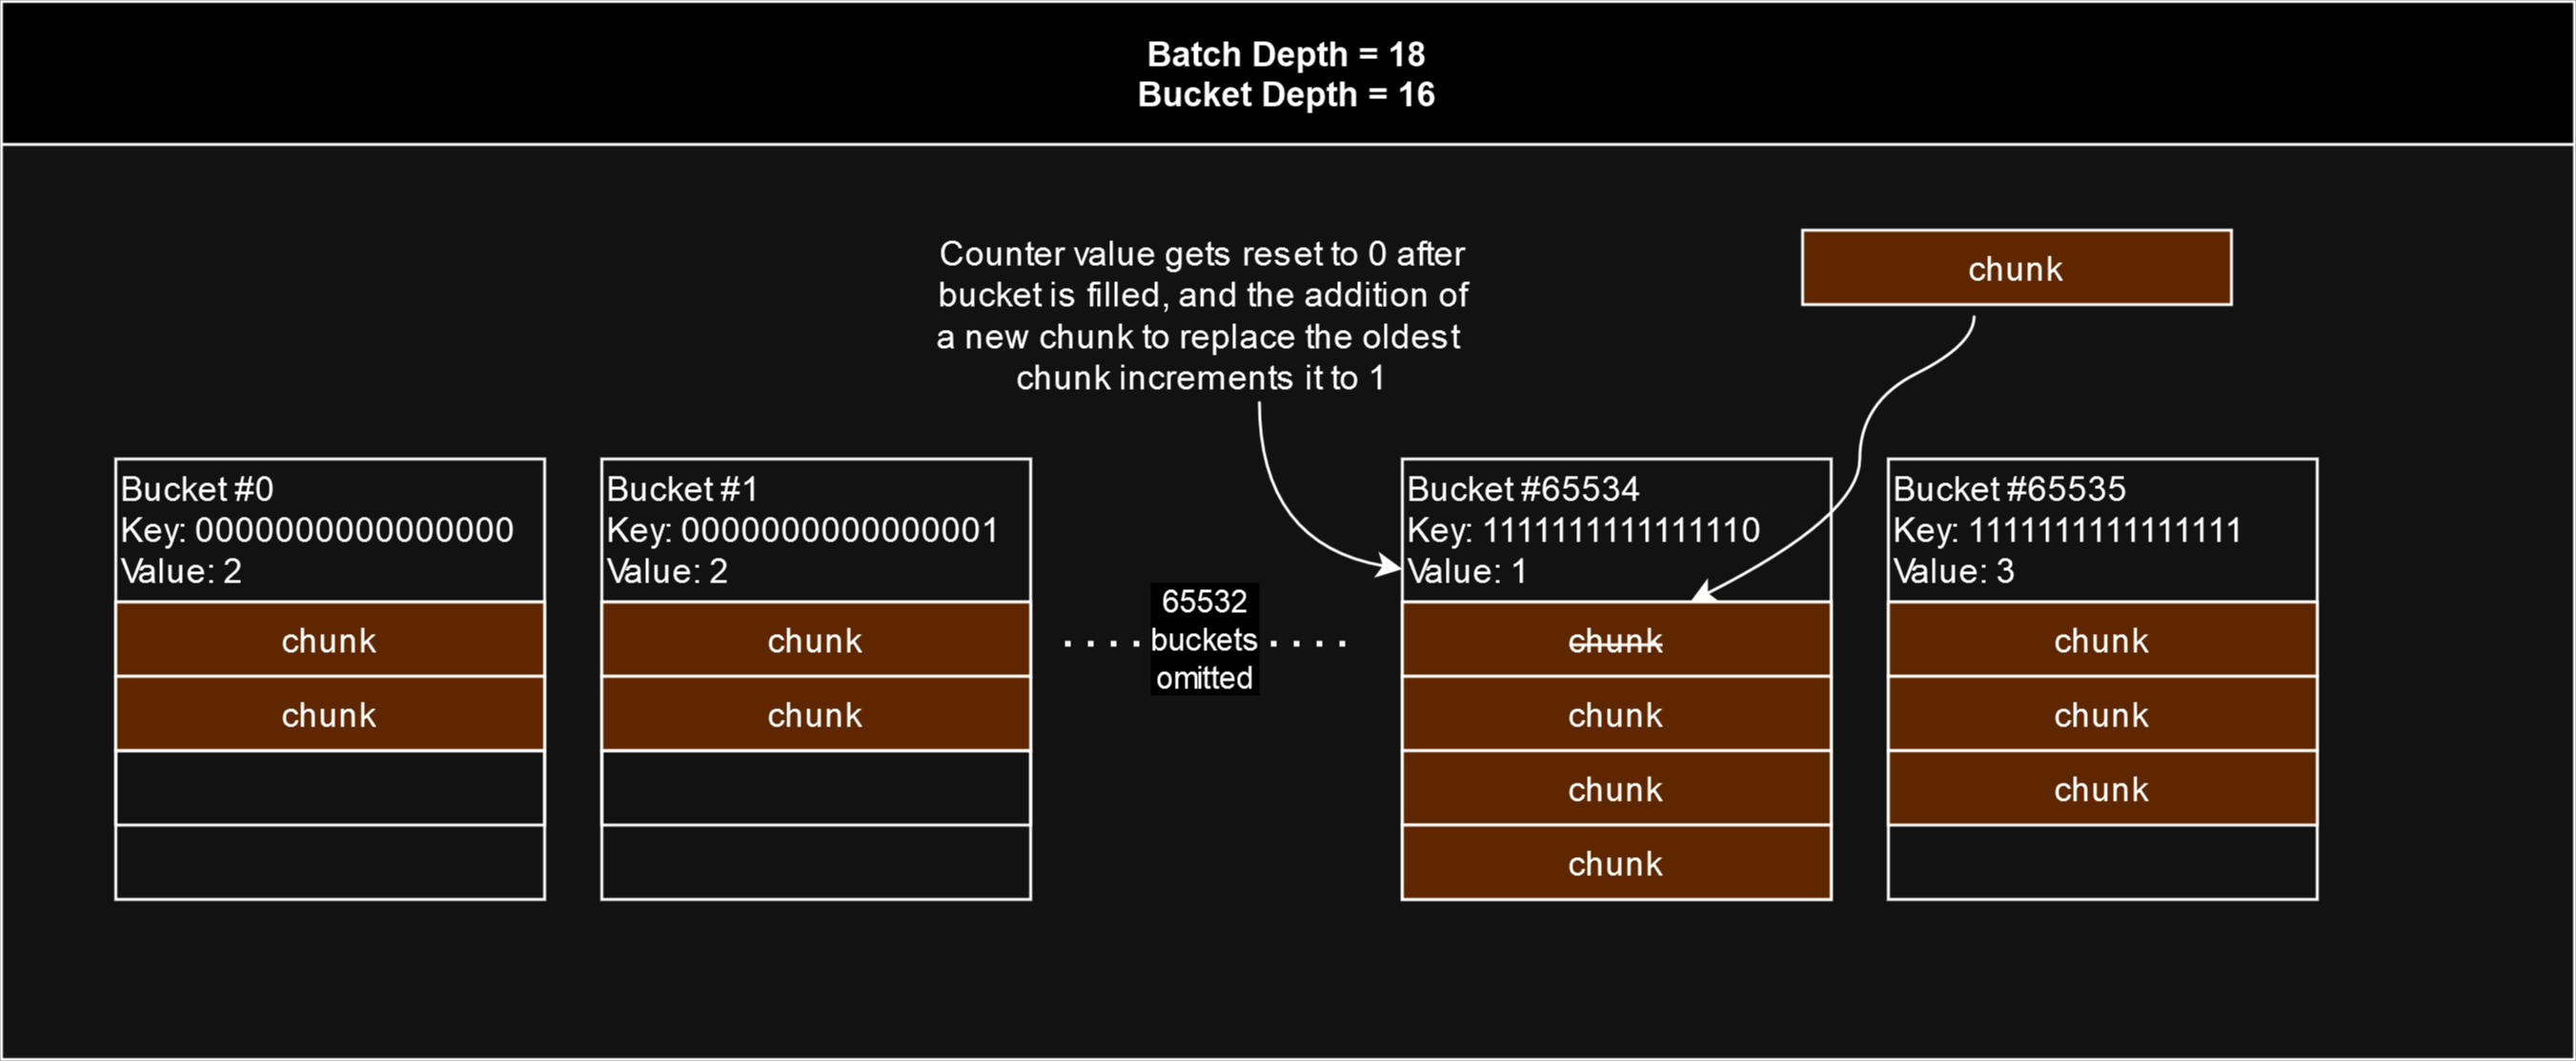 Batch Depth = 18
Bucket Depth = 16
Counter value gets reset to 0 after
bucket is filled, and the addition of
a new chunk to replace the oldest
chunk increments it to 1
chunk
Bucket #0
Key: 0000000000000000
Value: 2
chunk
chunk
Bucket #1
Key: 0000000000000001
Value: 2
chunk
chunk
65532
buckets
omitted
Bucket #65534
Key: 1111111111111110
Value: 1
chunk
chunk
chunk
chunk
Bucket #65535
Key: 1111111111111111
Value: 3
chunk
chunk
chunk